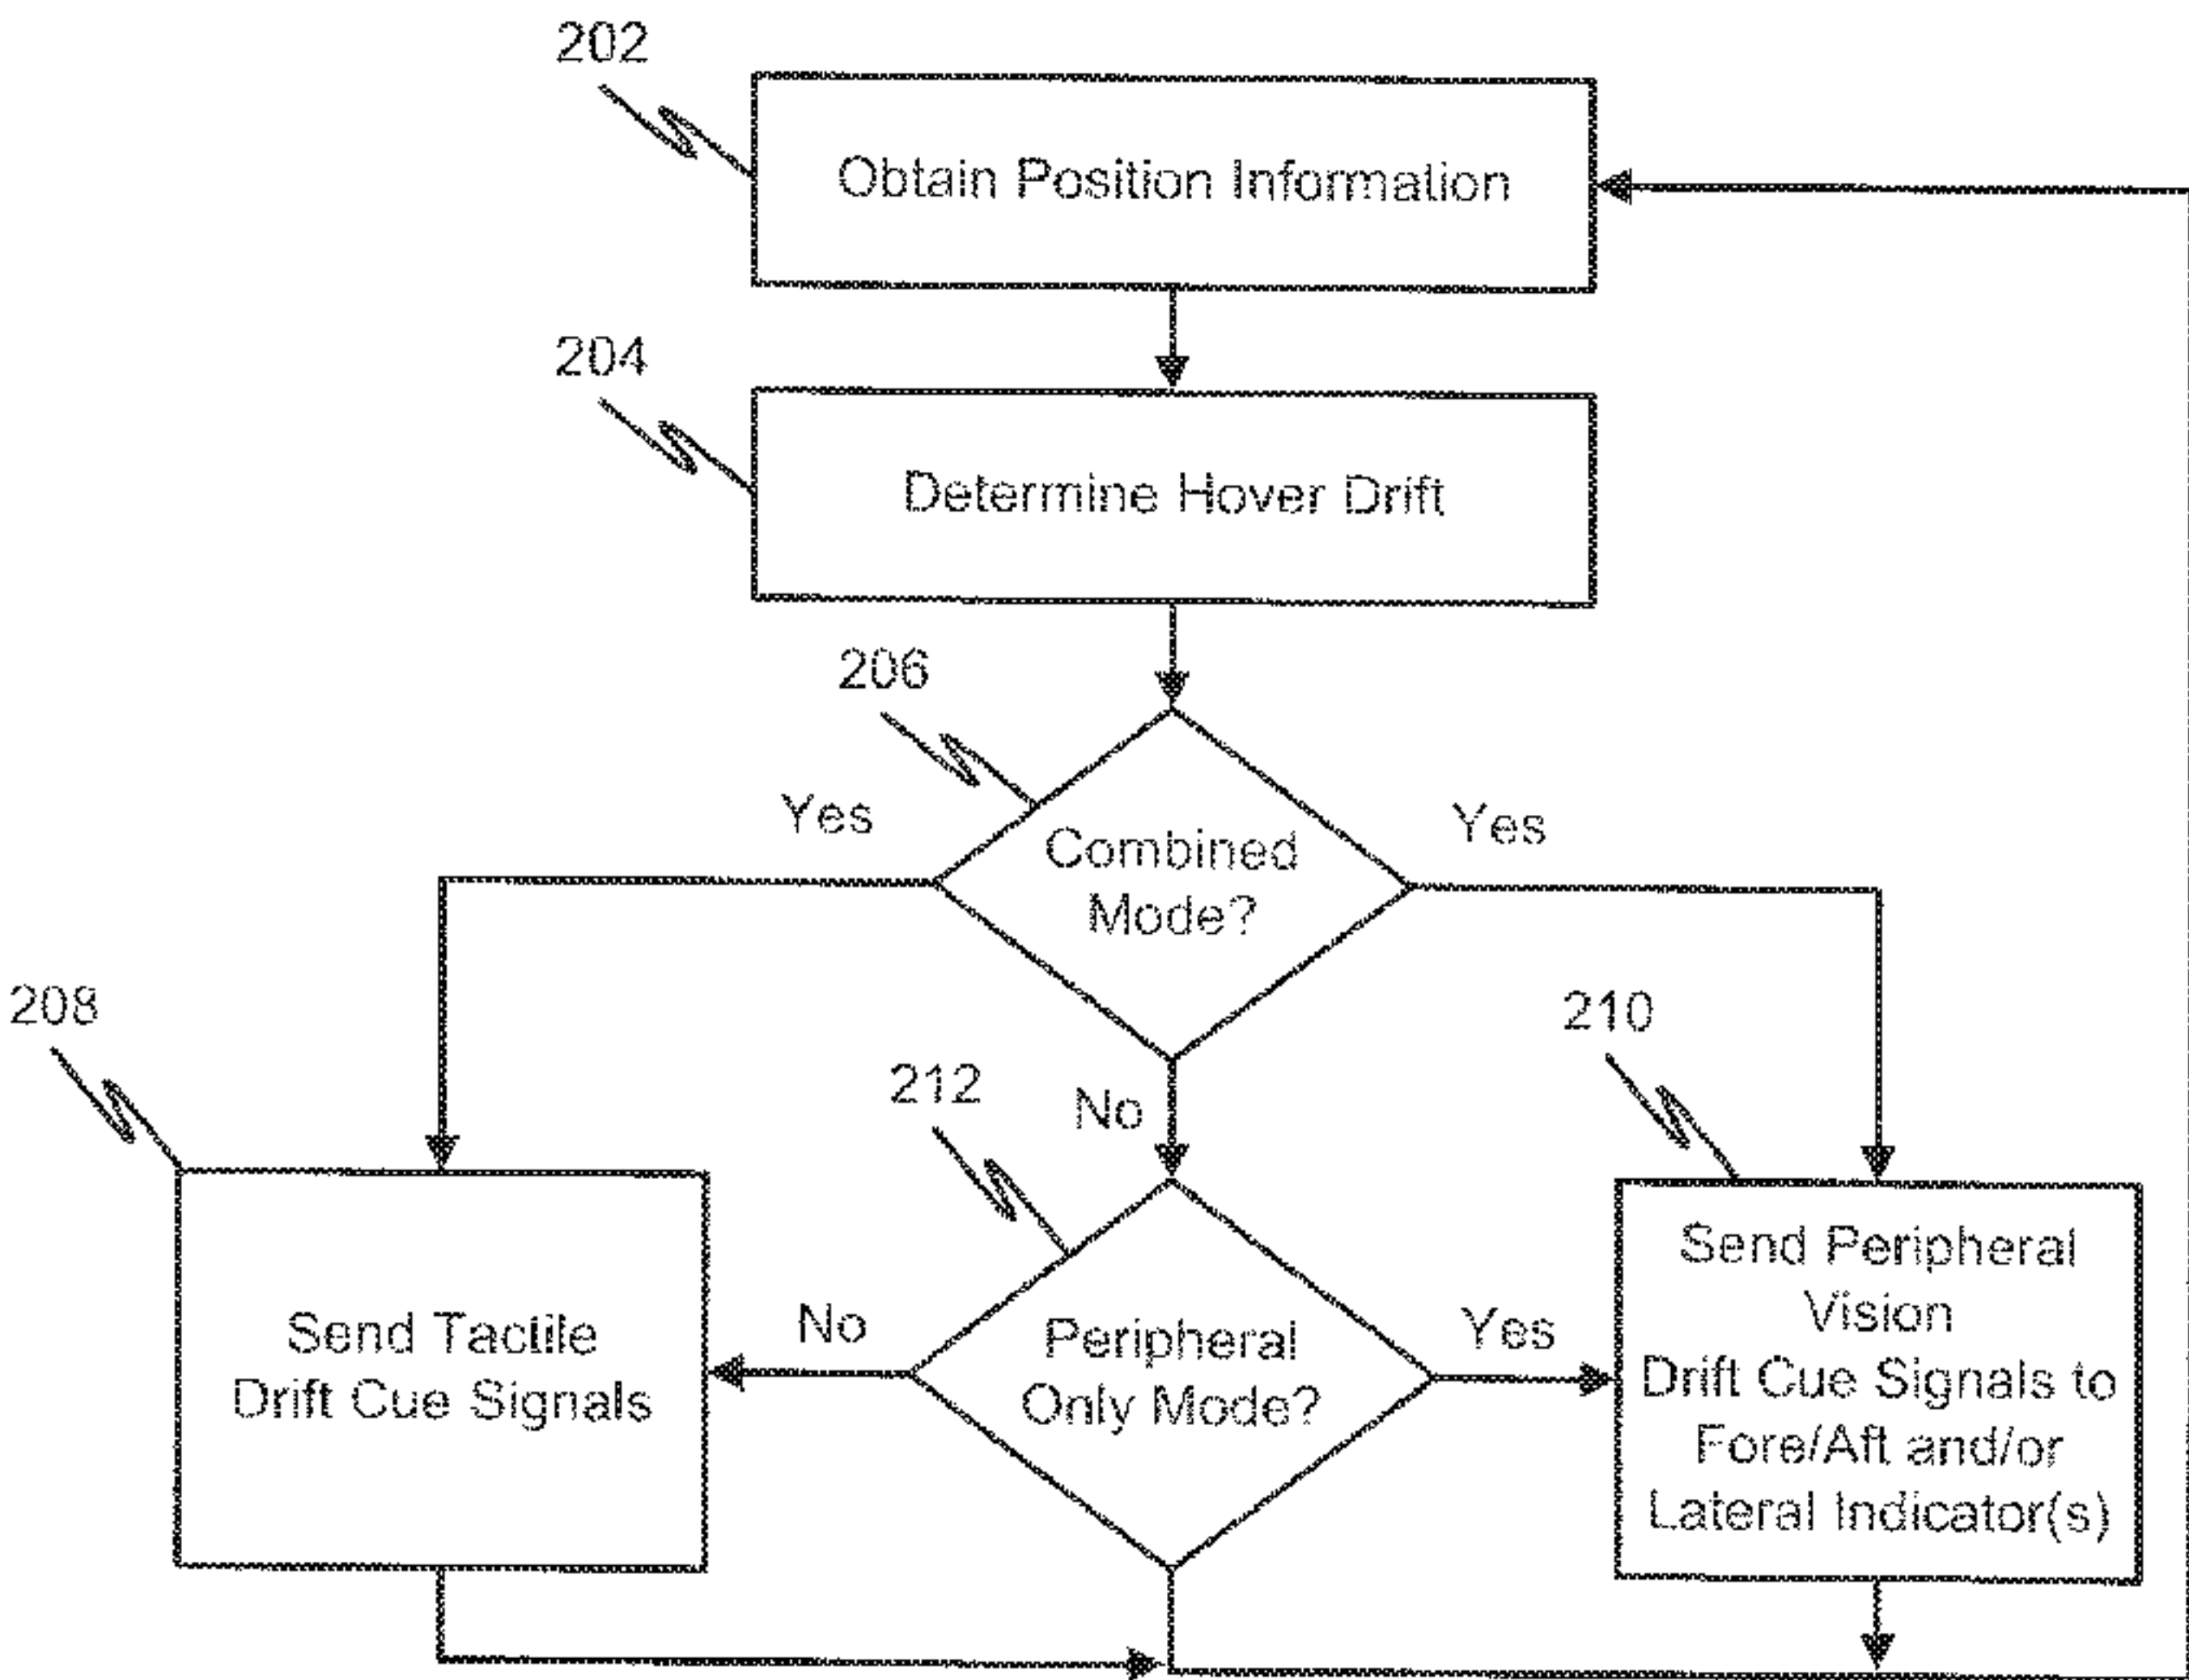 202
Obtain Position Information
204
Determine Hover Drift
206
Yes
Yes
Combined
Mode?
208
210
212
No
Send Tactile
Drift Cue Signals
No
Peripheral
Only Mode?
Yes
Send Peripheral
Vision
Drift Cue Signals to
Fore/Aft and/or
Lateral Indicator(s)